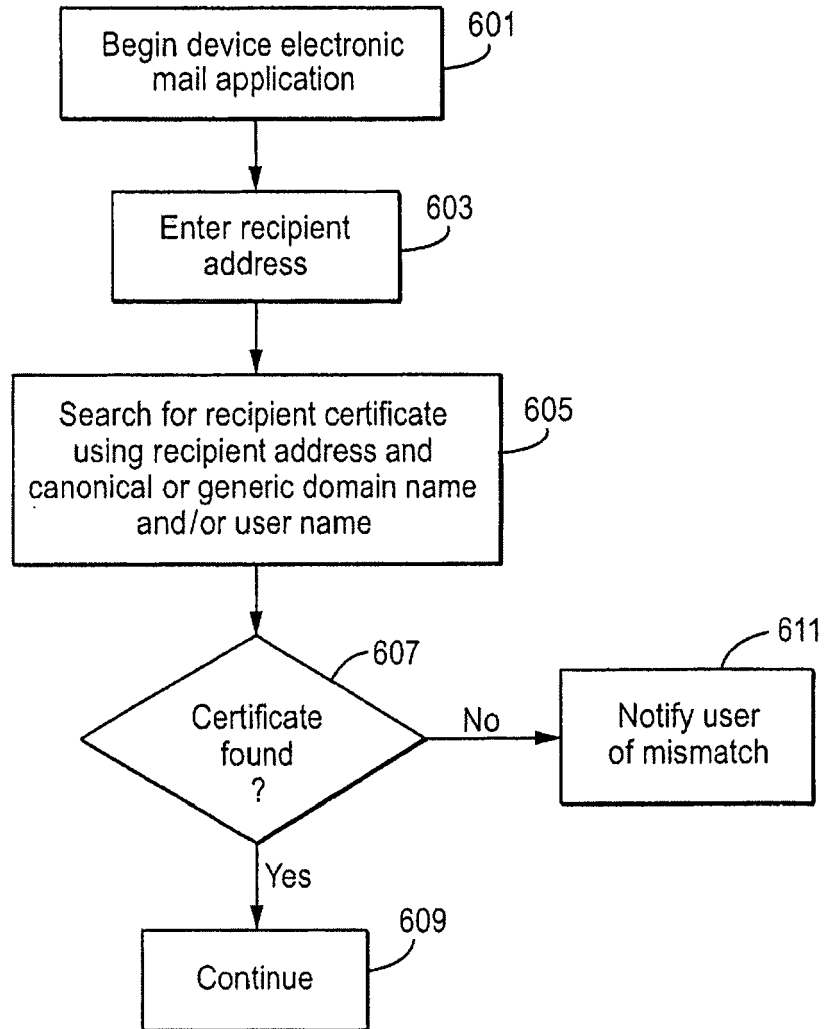 Begin device electronic
mail application
601
Enter recipient
address
603
Search for recipient certificate
using recipient address and
canonical or generic domain name
and/or user name
605
Certificate
found
?
607
No
Notify user
of mismatch
611
Yes
Continue
609